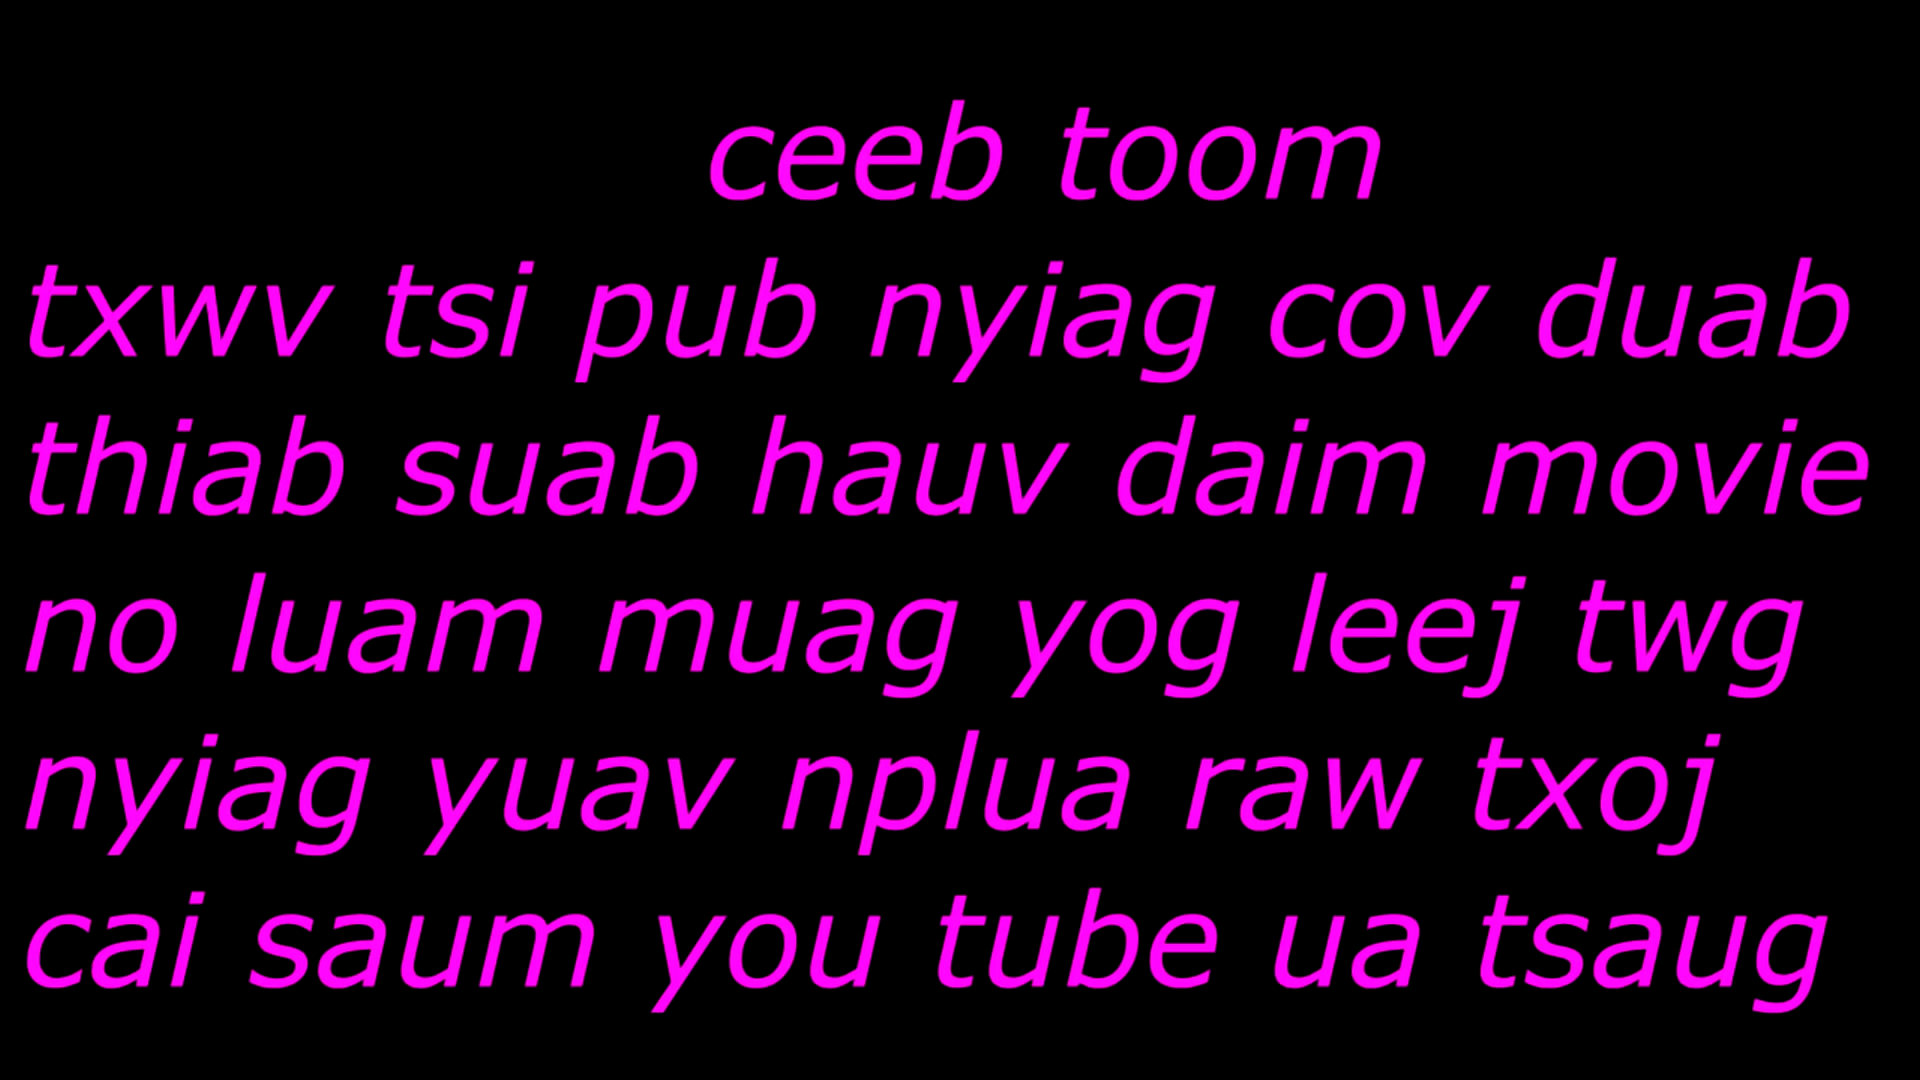 ceeb toom
txwv tsi pub nyiag cov duab
thiab suab hauv daim movie
no luam muag yog leej twg
nyiag yuav nplua raw txoj
cai saum you tube ua tsaug